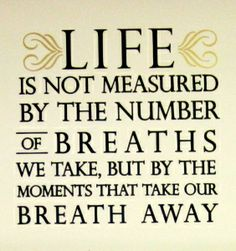 LIFE
IS NOT MEASURED
BY THE NUMBER
OF BREATHS
WE TAKE, BUT BY THE
MOMENTS THAT TAKE OUR
BREATH AWAY